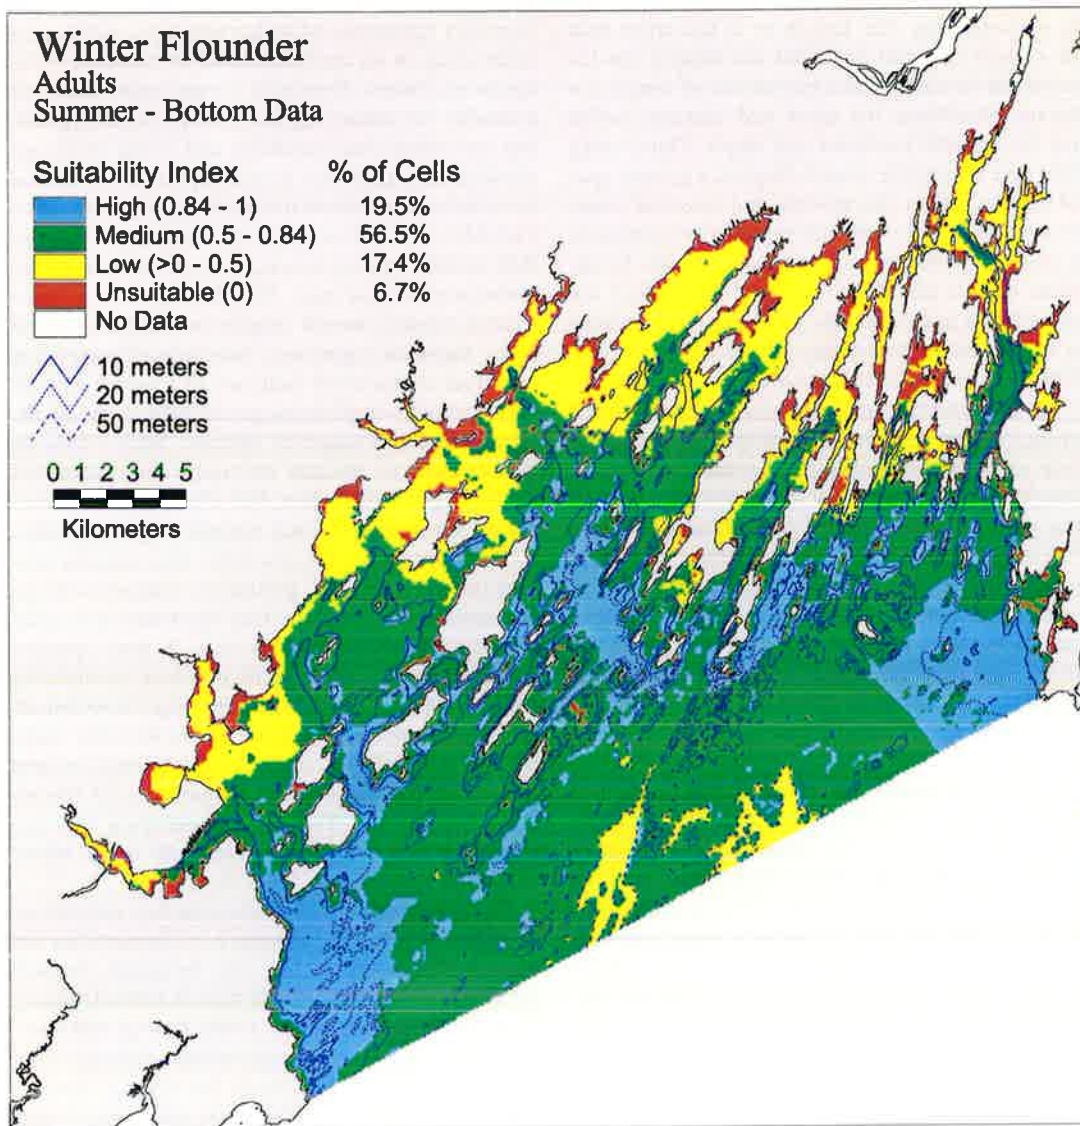 Winter Flounder
Adults
Summer - Bottom Data
Suitability Index % of Cells
High (0.84 - 1) 19.5%
Medium (0.5 - 0.84) 56.5%
Low (>0 - 0.5) 17.4%
Unsuitable (0) 6.7%
No Data
10 meters
20 meters
50 meters
0 1 2 3 4 5
Kilometers